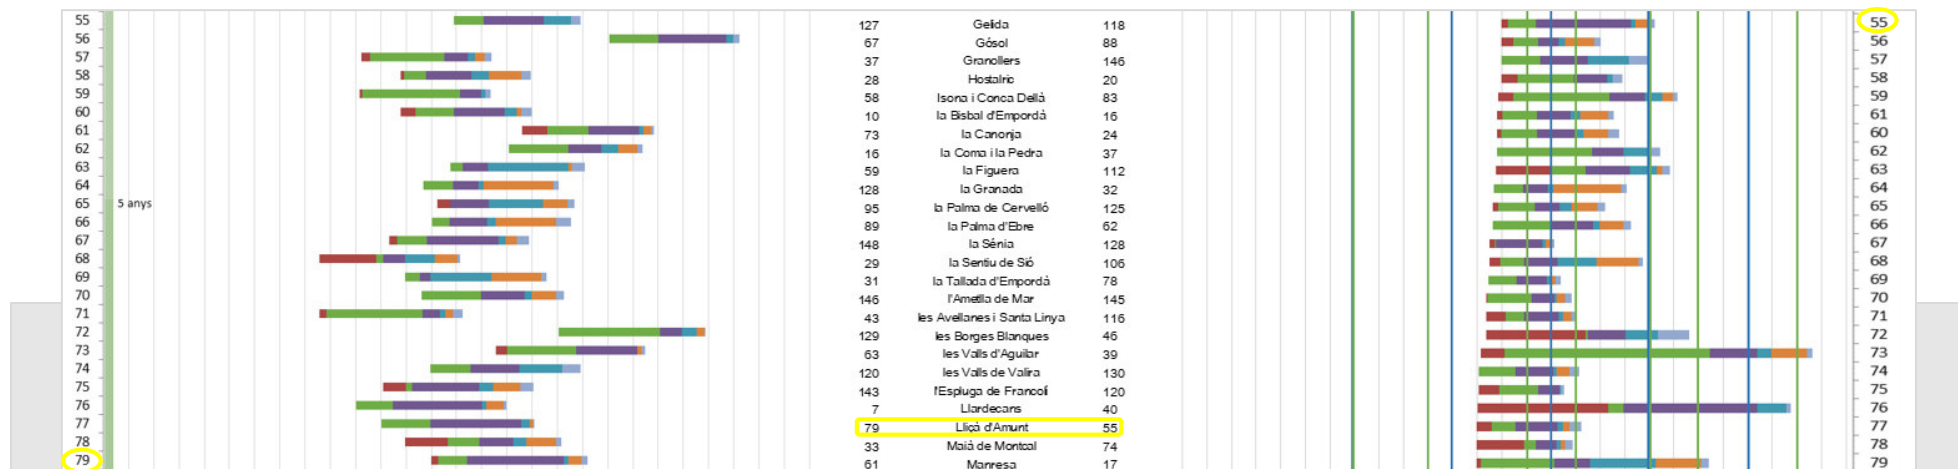 55
56
57
58
59
60
61
62
63
64
65
66
67
68
69
70
71
72
73
74
75
76
77
78
79
5 anys
127 Gelida 118
67 Gósol 88
37 Granollers 146
28 Hostalric 20
58 Isona i Conca Dellà 83
10 la Bisbal d'Empordà 16
73 la Canonja 24
16 la Coma i la Pedra 37
59 la Figuera 112
128 la Granada 32
95 la Palma de Cervelló 125
89 la Palma d'Ebre 62
148 la Sénia 128
29 la Sentiu de Sió 106
31 la Tallada d'Empordà 78
146 l'Ametlla de Mar 145
43 les Avellanes i Santa Linya 116
129 les Borges Blanques 46
63 les Valls d'Aguilar 39
120 les Valls de Valira 130
143 l'Espluga de Francolí 120
7 Llardecans 40
79 Lliçà d'Amunt 55
33 Maià de Montcal 74
61 Manresa 17
55
56
57
58
59
61
60
62
63
64
65
66
67
68
69
70
71
72
73
74
75
76
77
78
79